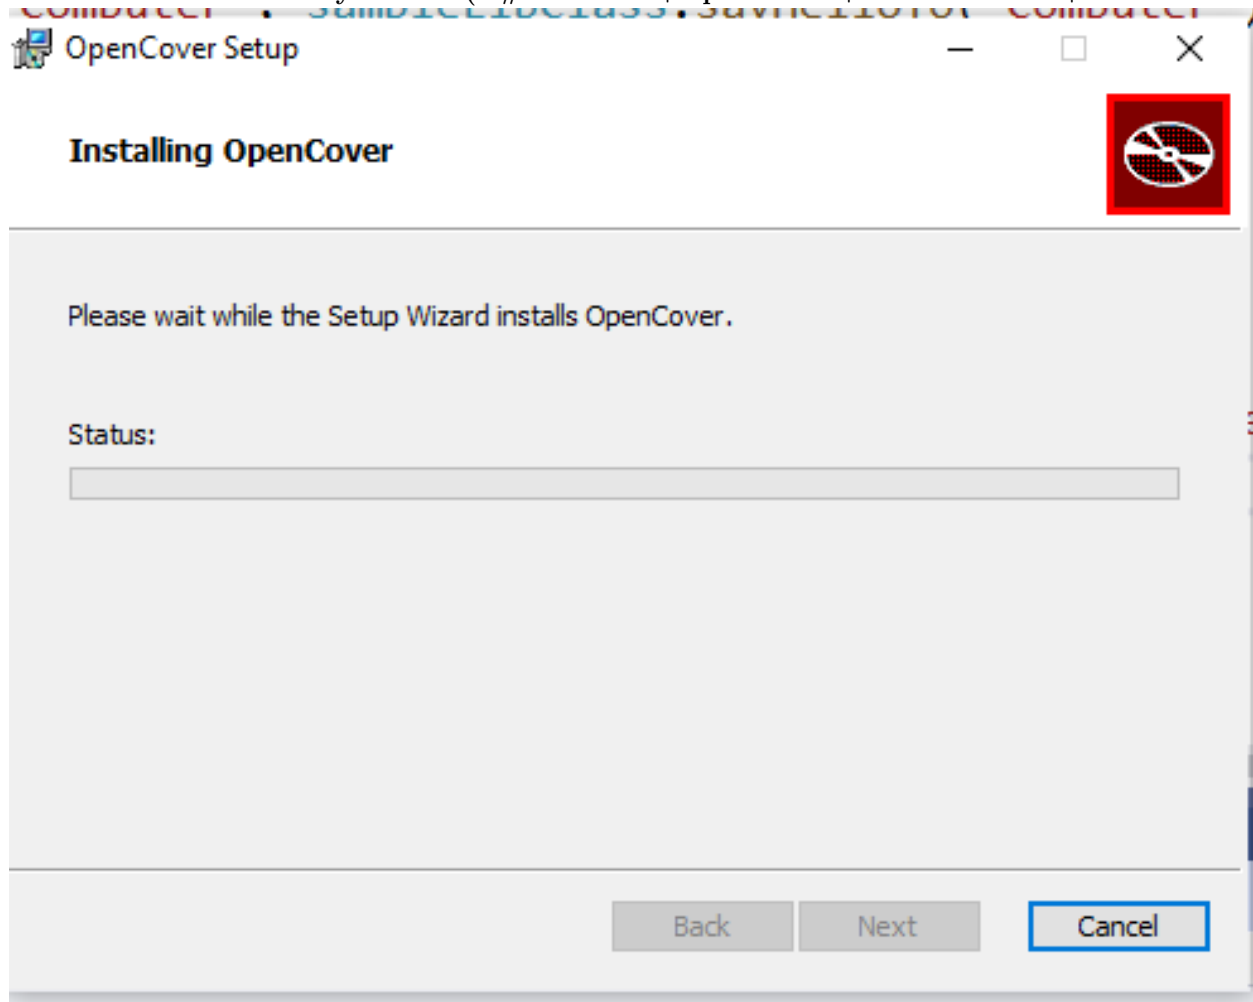 OpenCover Setup
Installing OpenCover
Please wait while the Setup Wizard installs OpenCover.
Status:
Back Next Cancel